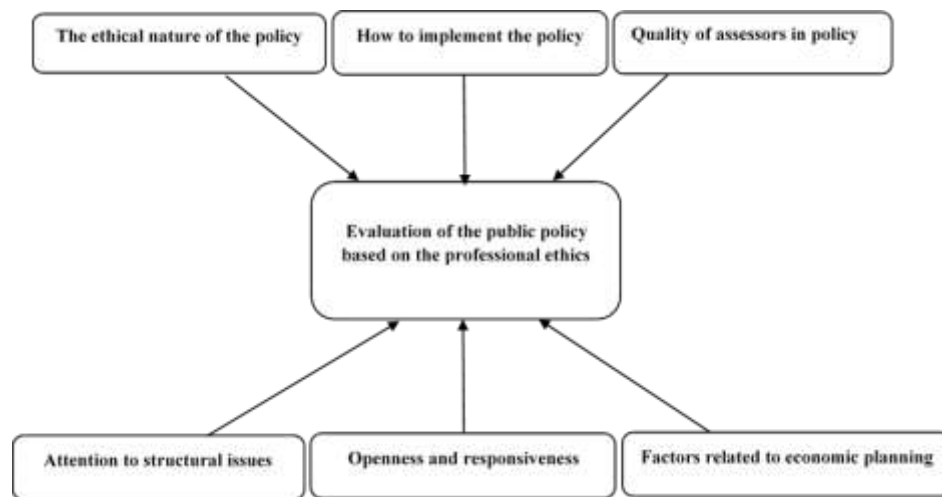 The ethical nature of the policy
How to implement the policy
Quality of assessors in policy
Evaluation of the public policy
based on the professional ethics
Attention to structural issues
Openness and responsiveness
Factors related to economic planning